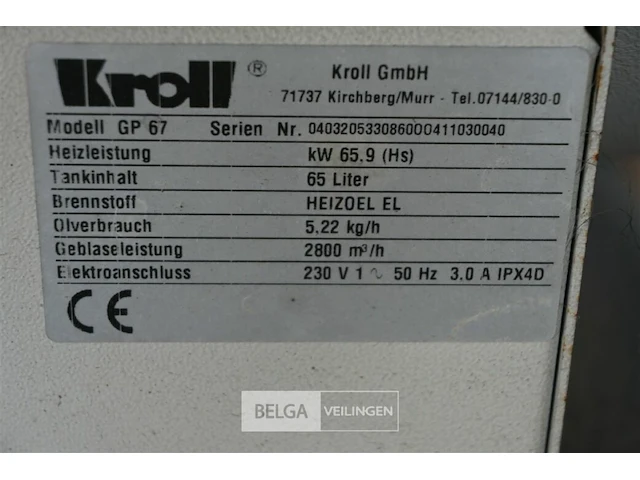 Kroll ®
Kroll GmbH
71737 Kirchberg/Murr - Tel.07144/830-0
Modell GP 67 Serien Nr. 040320533086000411030040
Heizleistung kW 65.9 (Hs)
Tankinhalt 65 Liter
Brennstoff HEIZOEL EL
Ölverbrauch 5,22 kg/h
Geblaseleistung 2800 m³/h
Elektroanschluss 230 V 1 ~ 50 Hz 3.0 A IPX4D
CE
BELGA VEILINGEN